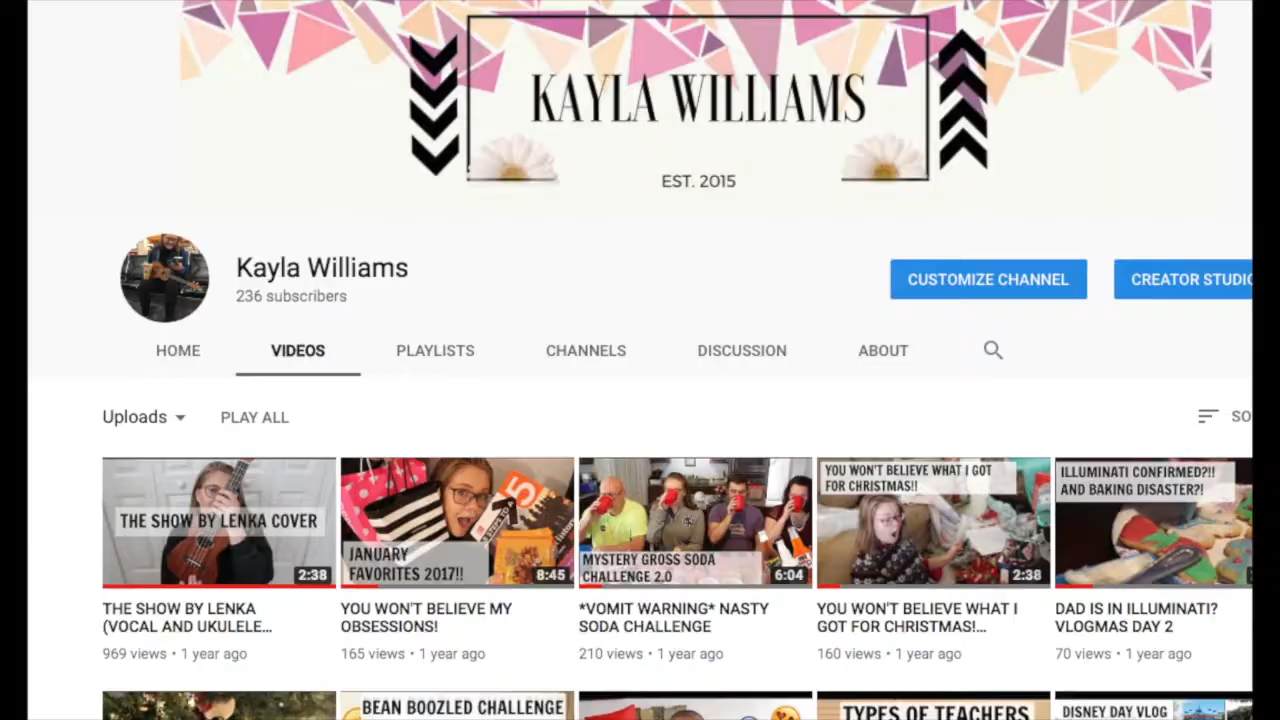 KAYLA WILLIAMS
EST. 2015
Kayla Williams
236 subscribers
CUSTOMIZE CHANNEL
CREATOR STUDIO
HOME
VIDEOS
PLAYLISTS
CHANNELS
DISCUSSION
ABOUT
Uploads
PLAY ALL
SO
THE SHOW BY LENKA COVER
2:38
JANUARY
FAVORITES 2017!!
8:45
MYSTERY GROSS SODA
CHALLENGE 2.0
6:04
YOU WON'T BELIEVE WHAT I GOT
FOR CHRISTMAS!!
2:38
ILLUMINATI CONFIRMED?!!
AND BAKING DISASTER?!
THE SHOW BY LENKA
(VOCAL AND UKULELE...
969 views • 1 year ago
YOU WON'T BELIEVE MY
OBSESSIONS!
165 views • 1 year ago
*VOMIT WARNING* NASTY
SODA CHALLENGE
210 views • 1 year ago
YOU WON'T BELIEVE WHAT I
GOT FOR CHRISTMAS!...
160 views • 1 year ago
DAD IS IN ILLUMINATI?
VLOGMAS DAY 2
70 views • 1 year ago
BEAN BOOZLED CHALLENGE
TYPES OF TEACHERS
DISNEY DAY VLOG